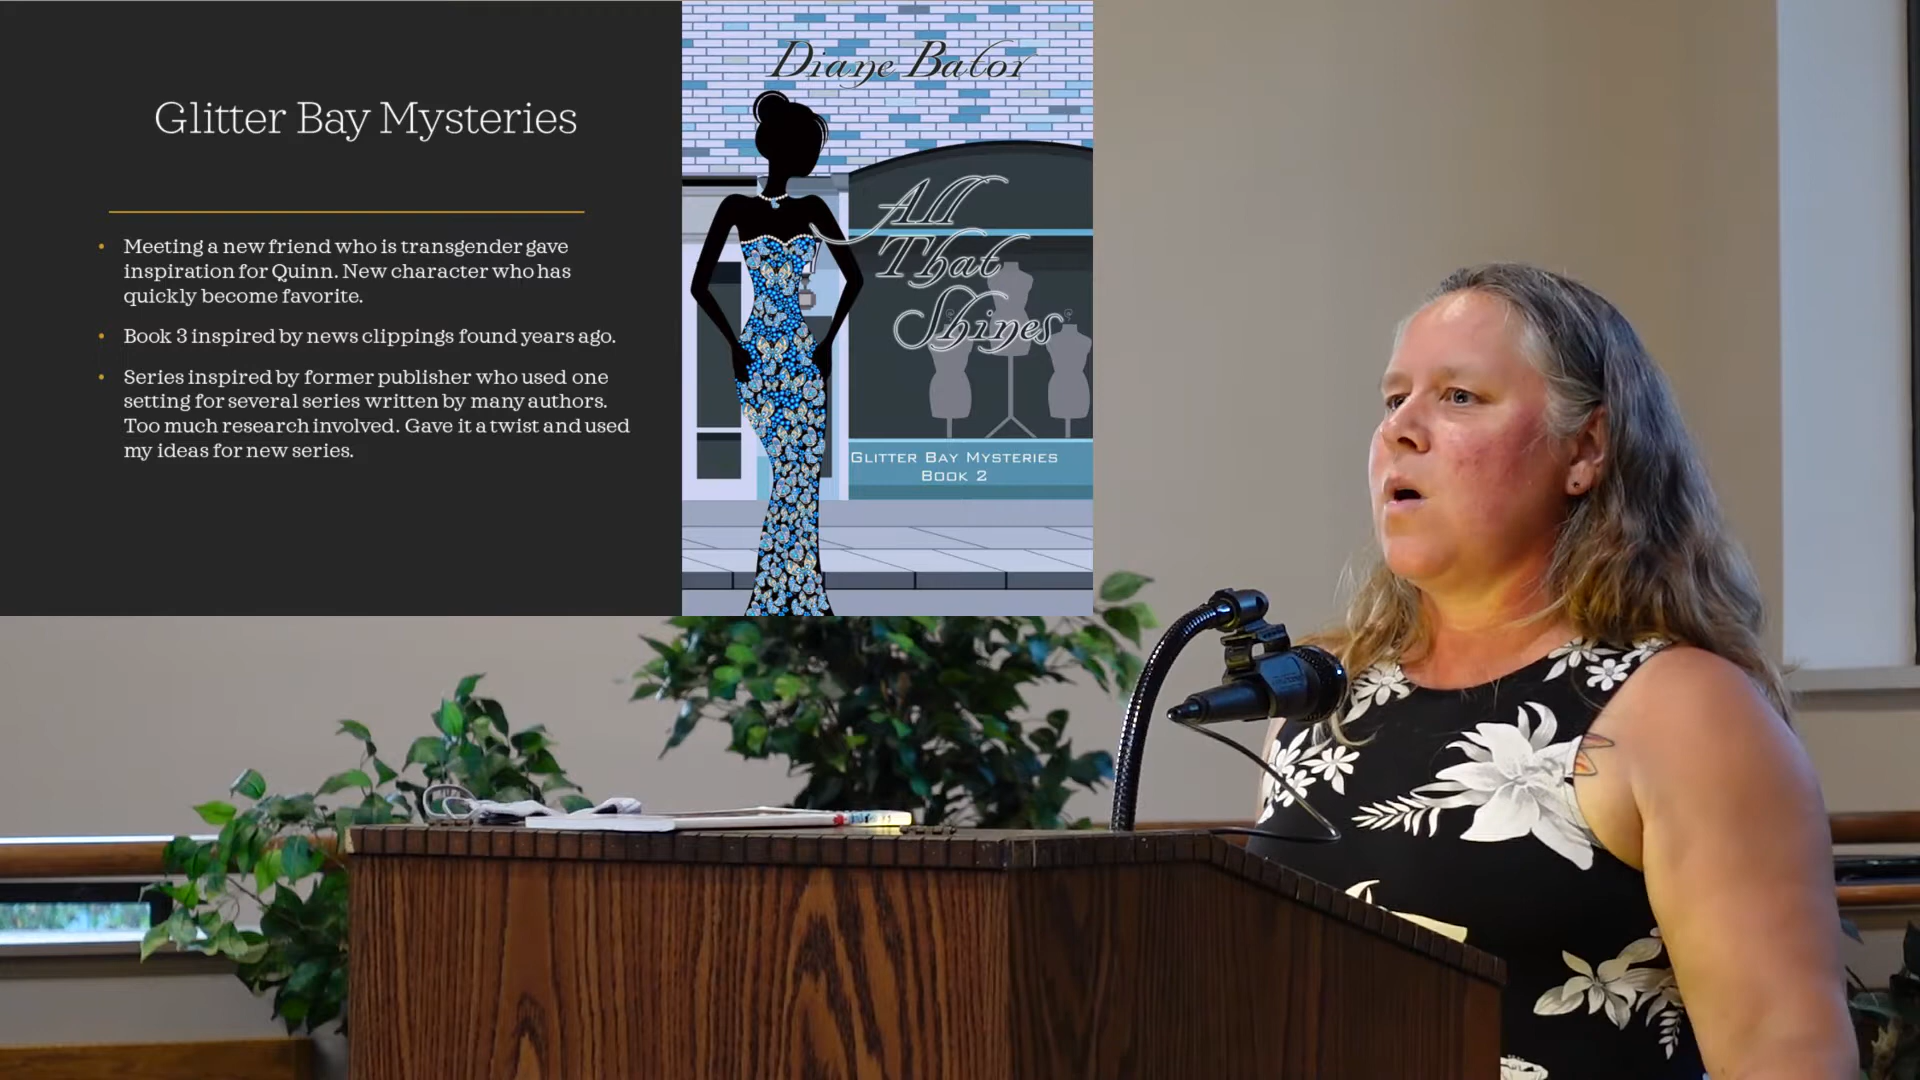 Glitter Bay Mysteries
Meeting a new friend who is transgender gave
inspiration for Quinn. New character who has
quickly become favorite.
Book 3 inspired by news clippings found years ago.
Series inspired by former publisher who used one
setting for several series written by many authors.
Too much research involved. Gave it a twist and used
my ideas for new series.
Diane Bator
All
That
Shines
Glitter Bay Mysteries
Book 2